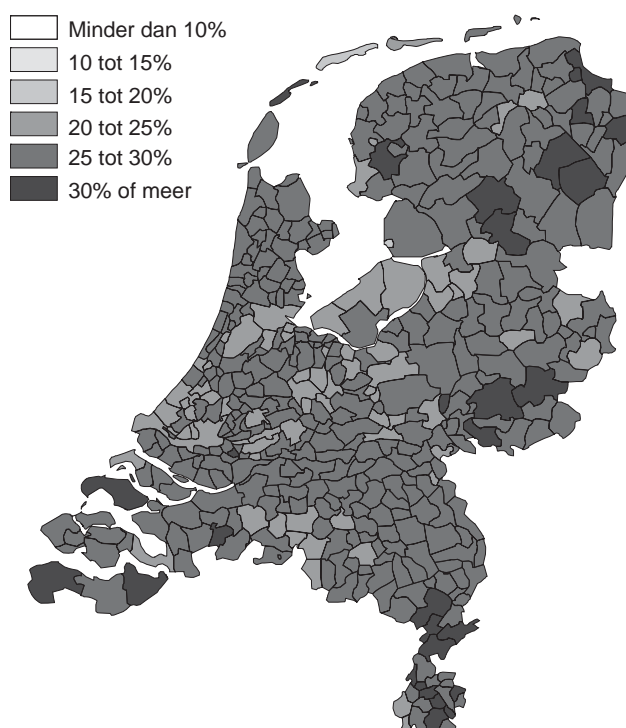 Minder dan 10%
10 tot 15%
15 tot 20%
20 tot 25%
25 tot 30%
30% of meer